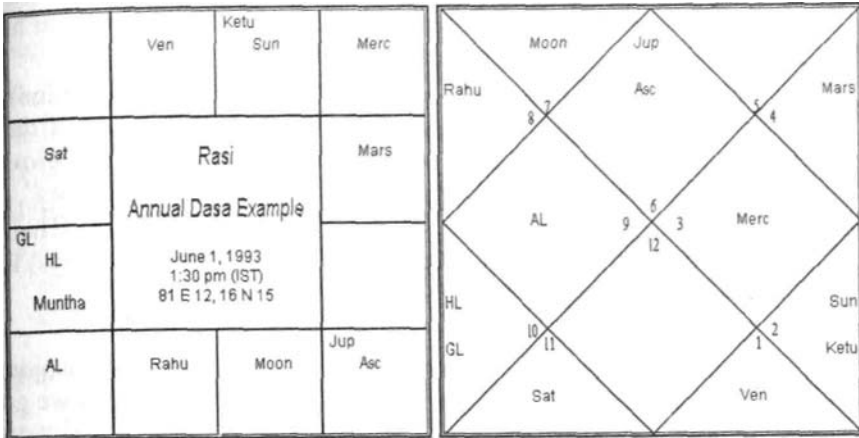 Ketu
Ven Sun Merc
Sat
Rasi
Mars
Annual Dasa Example
GL
HL
June 1, 1993
1:30 pm (IST)
Muntha
81 E 12, 16 N 15
Jup
AL Rahu Moon Asc
Moon Jup
Rahu Asc Mars
7 5
8 4
6
AL 9 3 Merc
12
HL Sun
10 2
GL 11 1 Ketu
Sat Ven